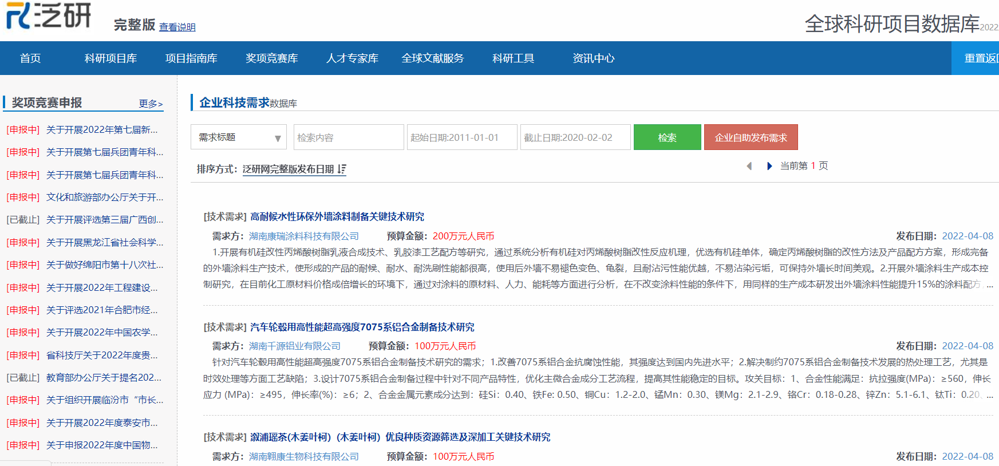 泛研 完整版 查看说明 全球科研项目数据库2022
首页 科研项目库 项目指南库 奖项竞赛库 人才专家库 全球文献服务 科研工具 资讯中心 重置返回
奖项竞赛申报 更多>
[申报中] 关于开展2022年第七届新...
[申报中] 关于开展第七届兵团青年科...
[申报中] 关于开展第七届兵团青年科...
[申报中] 文化和旅游部办公厅关于开...
[已截止] 关于开展评选第三届广西创...
[申报中] 关于开展黑龙江省社会科学...
[申报中] 关于做好绵阳市第十八次社...
[申报中] 关于开展2022年工程建设...
[申报中] 关于评选2021年合肥市经...
[申报中] 关于开展2022年中国农学...
[申报中] 省科技厅关于2022年度贵...
[已截止] 教育部办公厅关于提名202...
[申报中] 关于组织开展临汾市“市长...
[申报中] 关于开展2022年度泰安市...
[申报中] 关于申报2022年度中国物...
企业科技需求数据库
需求标题 ▼ 检索内容 起始日期:2011-01-01 截止日期:2020-02-02 检索 企业自助发布需求
排序方式：泛研网完整版发布日期 当前第 1 页
[技术需求] 高耐候水性环保外墙涂料制备关键技术研究
需求方：湖南康瑞涂料科技有限公司 预算金额：200万元人民币 发布日期：2022-04-08
1.开展有机硅改性丙烯酸树脂乳液合成技术、乳胶漆工艺配方等研究，通过系统分析有机硅对丙烯酸树脂改性反应机理，优选有机硅单体，确定丙烯酸树脂的改性方法及产品配方方案，形成完备
的外墙涂料生产技术，使形成的产品的耐候、耐水、耐洗刷性能都很高，使用后外墙不易褪色变色、龟裂，且耐沾污性能优越，不易沾染污垢，可保持外墙长时间美观。2.开展外墙涂料生产成本控
制研究，在目前化工原材料价格成倍增长的环境下，通过对涂料的原材料、人力、能耗等方面进行分析，在不改变涂料性能的条件下，用同样的生产成本研发出外墙涂料性能提升15%的涂料配方，...
[技术需求] 汽车轮毂用高性能超高强度7075系铝合金制备技术研究
需求方：湖南千源铝业有限公司 预算金额：100万元人民币 发布日期：2022-04-08
针对汽车轮毂用高性能超高强度7075系铝合金制备技术研究的需求；1.改善7075系铝合金抗腐蚀性能，其强度达到国内先进水平；2.解决制约7075系铝合金制备技术发展的热处理工艺，尤其是
时效处理等方面工艺缺陷；3.设计7075系铝合金制备过程中针对不同产品特性，优化主微合金成分工艺流程，提高其性能稳定的目标。攻关目标：1、合金性能满足：抗拉强度(MPa)：≥560，伸长
应力 (MPa)：≥495，伸长率(%)：≥6；2、合金金属元素成分达到：硅Si：0.40、铁Fe: 0.50、铜Cu：1.2-2.0、锰Mn：0.30、镁Mg：2.1-2.9、铬Cr：0.18-0.28、锌Zn：5.1-6.1、钛Ti：0.20、...
[技术需求] 溆浦瑶茶(木姜叶柯)（木姜叶柯）优良种质资源筛选及深加工关键技术研究
需求方：湖南翱康生物科技有限公司 预算金额：100万元人民币 发布日期：2022-04-08